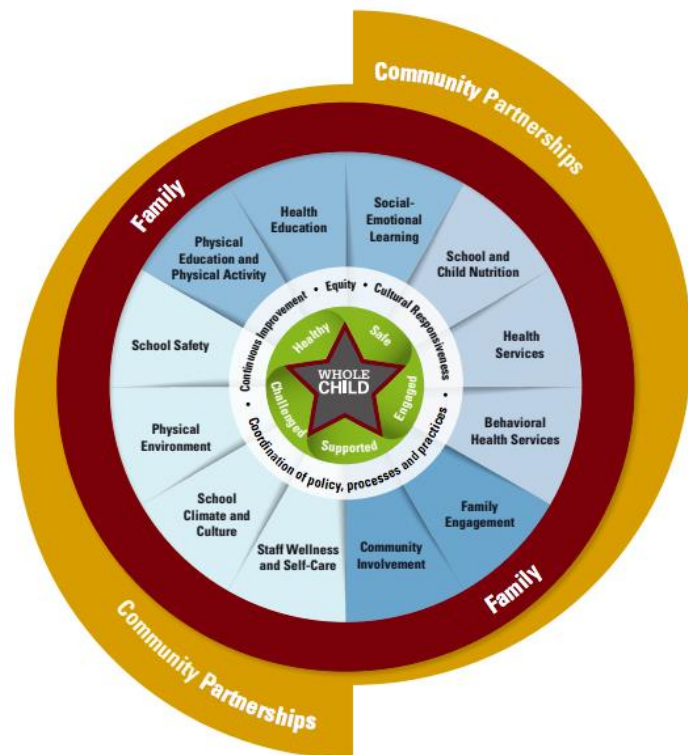 Community Partnerships
Family
Social-
Emotional
Learning
Health
Education
Physical
Education and
Physical Activity
School and
Child Nutrition
School Safety
Health
Services
Physical
Environment
Behavioral
Health Services
School
Climate and
Culture
Family
Engagement
Staff Wellness
and Self-Care
Community
Involvement
• Continuous Improvement • Equity • Cultural Responsiveness •
Coordination of policy, processes and practices
Healthy
Safe
Engaged
Supported
Challenged
WHOLE
CHILD
Family
Community Partnerships